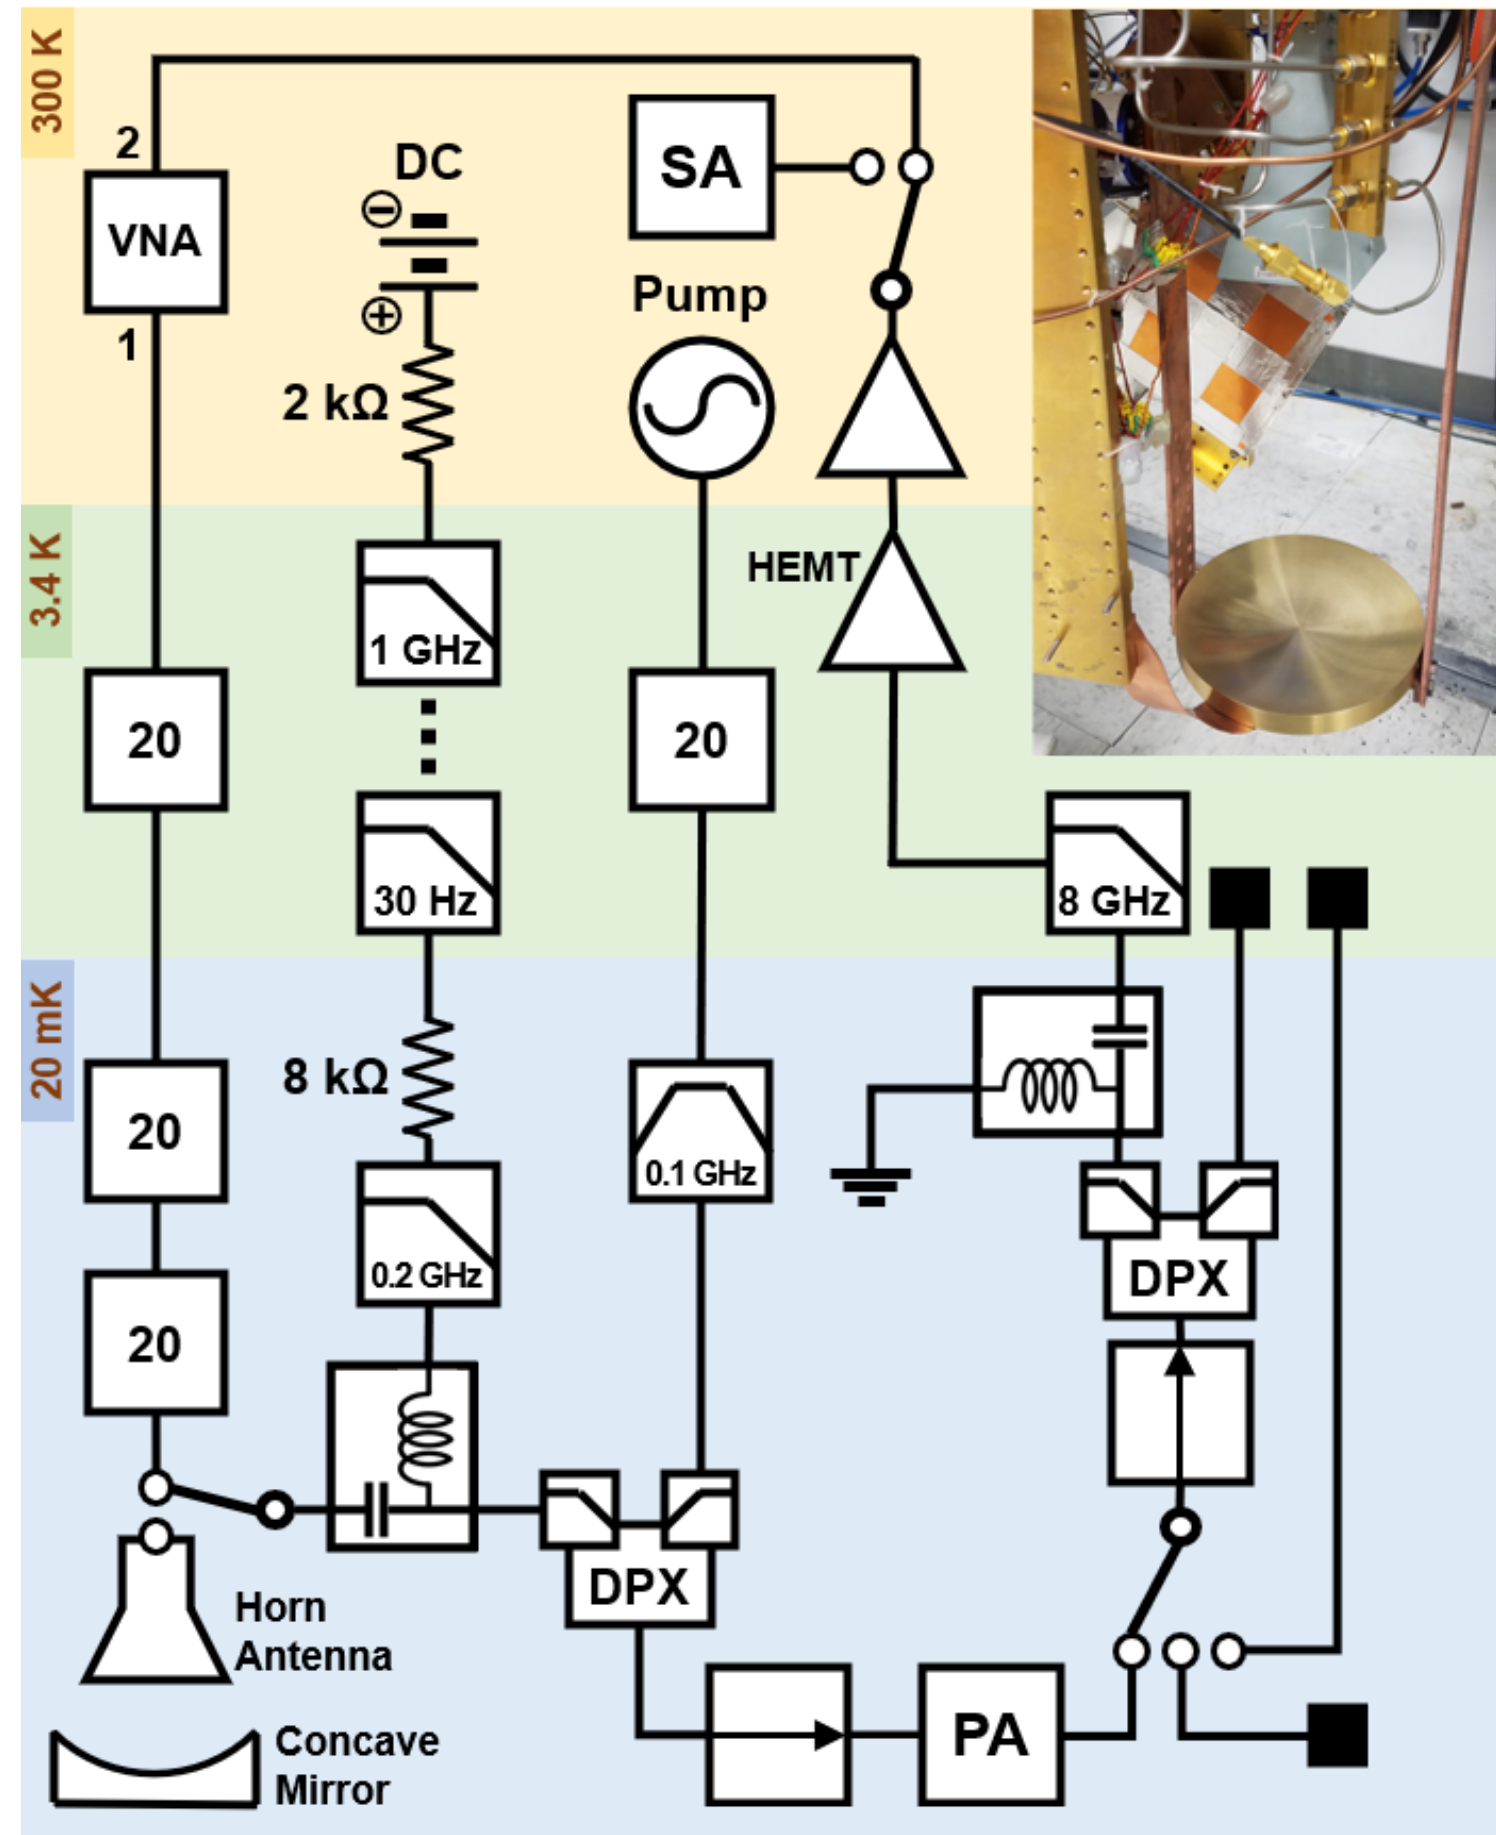 300 K
2
VNA
1
DC
⊖
⊕
2 kΩ
SA
Pump
3.4 K
HEMT
1 GHz
20
20
30 Hz
8 GHz
20 mK
8 kΩ
20
0.1 GHz
0.2 GHz
DPX
20
DPX
Horn
Antenna
PA
Concave
Mirror